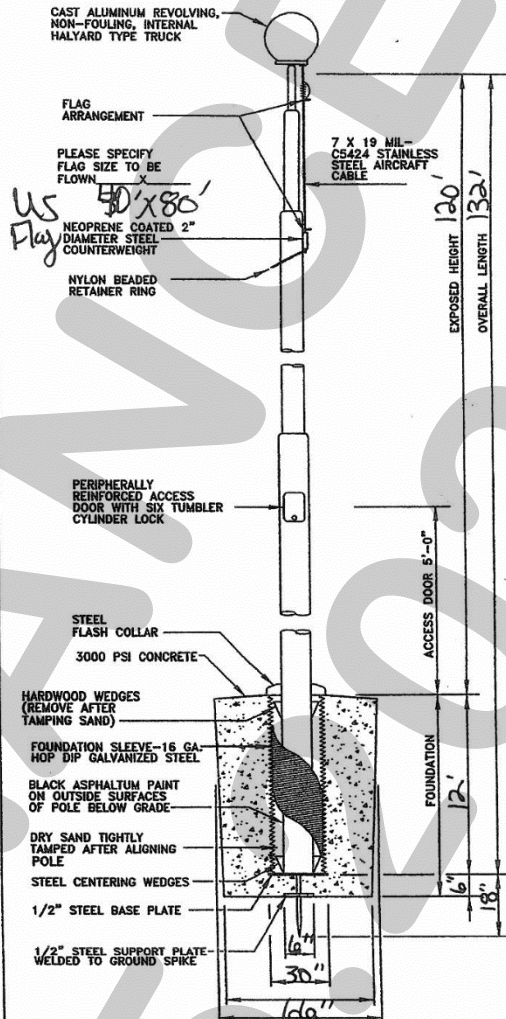 CAST ALUMINUM REVOLVING,
NON-FOULING, INTERNAL
HALYARD TYPE TRUCK
FLAG
ARRANGEMENT
PLEASE SPECIFY
FLAG SIZE TO BE
FLOWN X
US
Flag
80'
7 X 19 MIL-
C5424 STAINLESS
STEEL AIRCRAFT
CABLE
NEOPRENE COATED 2"
DIAMETER STEEL
COUNTERWEIGHT
NYLON BEADED
RETAINER RING
EXPOSED HEIGHT 120'
OVERALL LENGTH 132'
PERIPHERALLY
REINFORCED ACCESS
DOOR WITH SIX TUMBLER
CYLINDER LOCK
ACCESS DOOR 5'-0"
STEEL
FLASH COLLAR
3000 PSI CONCRETE
HARDWOOD WEDGES
(REMOVE AFTER
TAMPING SAND)
FOUNDATION SLEEVE-16 GA.
HOP DIP GALVANIZED STEEL
BLACK ASPHALTUM PAINT
ON OUTSIDE SURFACES
OF POLE BELOW GRADE
DRY SAND TIGHTLY
TAMPED AFTER ALIGNING
POLE
STEEL CENTERING WEDGES
1/2" STEEL BASE PLATE
1/2" STEEL SUPPORT PLATE
WELDED TO GROUND SPIKE
FOUNDATION
12'
6"
18"
6"
30"